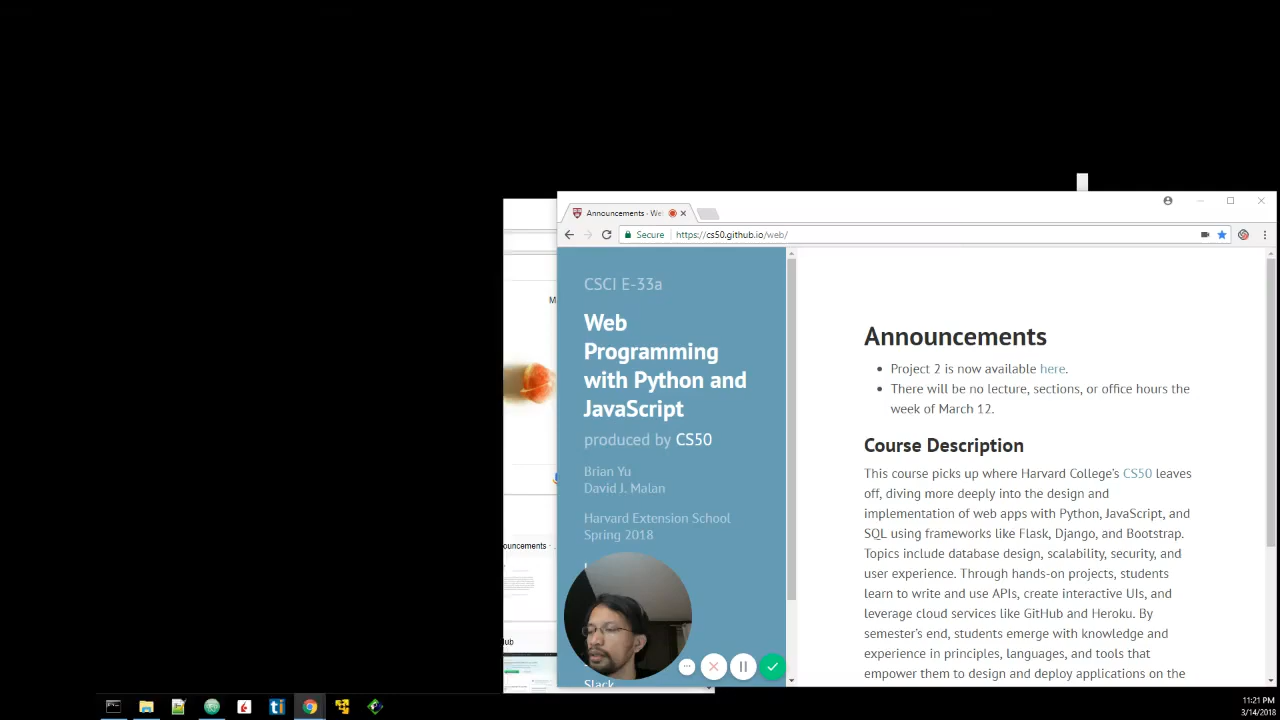 Announcements - We
Secure
https://cs50.github.io/web/
CSCI E-33a
Web
Programming
with Python and
JavaScript
produced by CS50
Brian Yu
David J. Malan
Harvard Extension School
Spring 2018
Slack
Announcements
Project 2 is now available here.
There will be no lecture, sections, or office hours the
week of March 12.
Course Description
This course picks up where Harvard College's CS50 leaves
off, diving more deeply into the design and
implementation of web apps with Python, JavaScript, and
SQL using frameworks like Flask, Django, and Bootstrap.
Topics include database design, scalability, security, and
user experience. Through hands-on projects, students
learn to write and use APIs, create interactive UIs, and
leverage cloud services like GitHub and Heroku. By
semester's end, students emerge with knowledge and
experience in principles, languages, and tools that
empower them to design and deploy applications on the
M
ouncements -
lub
11:21 PM
3/14/2018